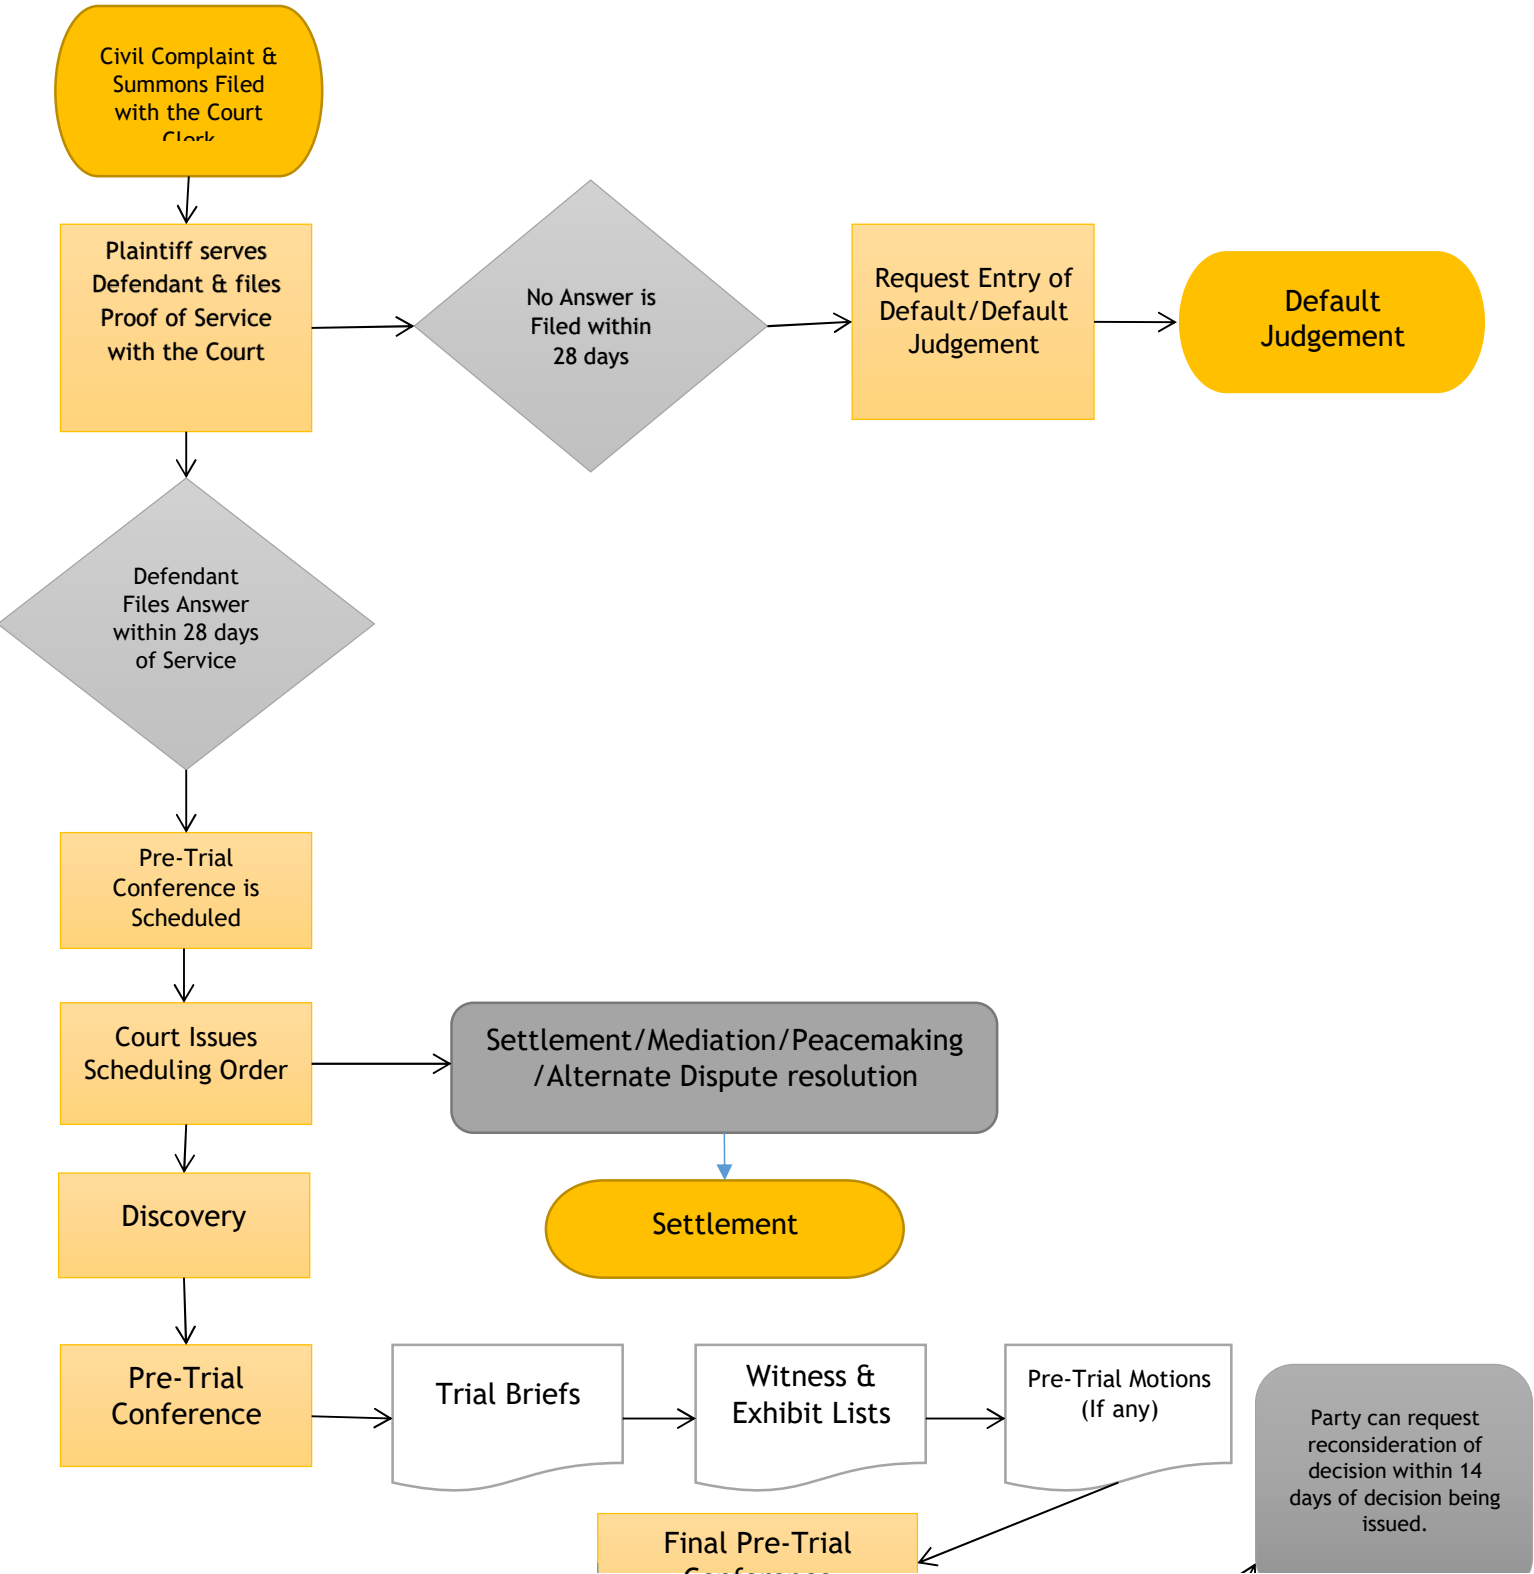 Civil Complaint &
Summons Filed
with the Court
Clerk
Plaintiff serves
Defendant & files
Proof of Service
with the Court
No Answer is
Filed within
28 days
Request Entry of
Default/Default
Judgement
Default
Judgement
Defendant
Files Answer
within 28 days
of Service
Pre-Trial
Conference is
Scheduled
Court Issues
Scheduling Order
Settlement/Mediation/Peacemaking
/Alternate Dispute resolution
Discovery
Settlement
Pre-Trial
Conference
Trial Briefs
Witness &
Exhibit Lists
Pre-Trial Motions
(If any)
Party can request
reconsideration of
decision within 14
days of decision being
issued.
Final Pre-Trial
Conference